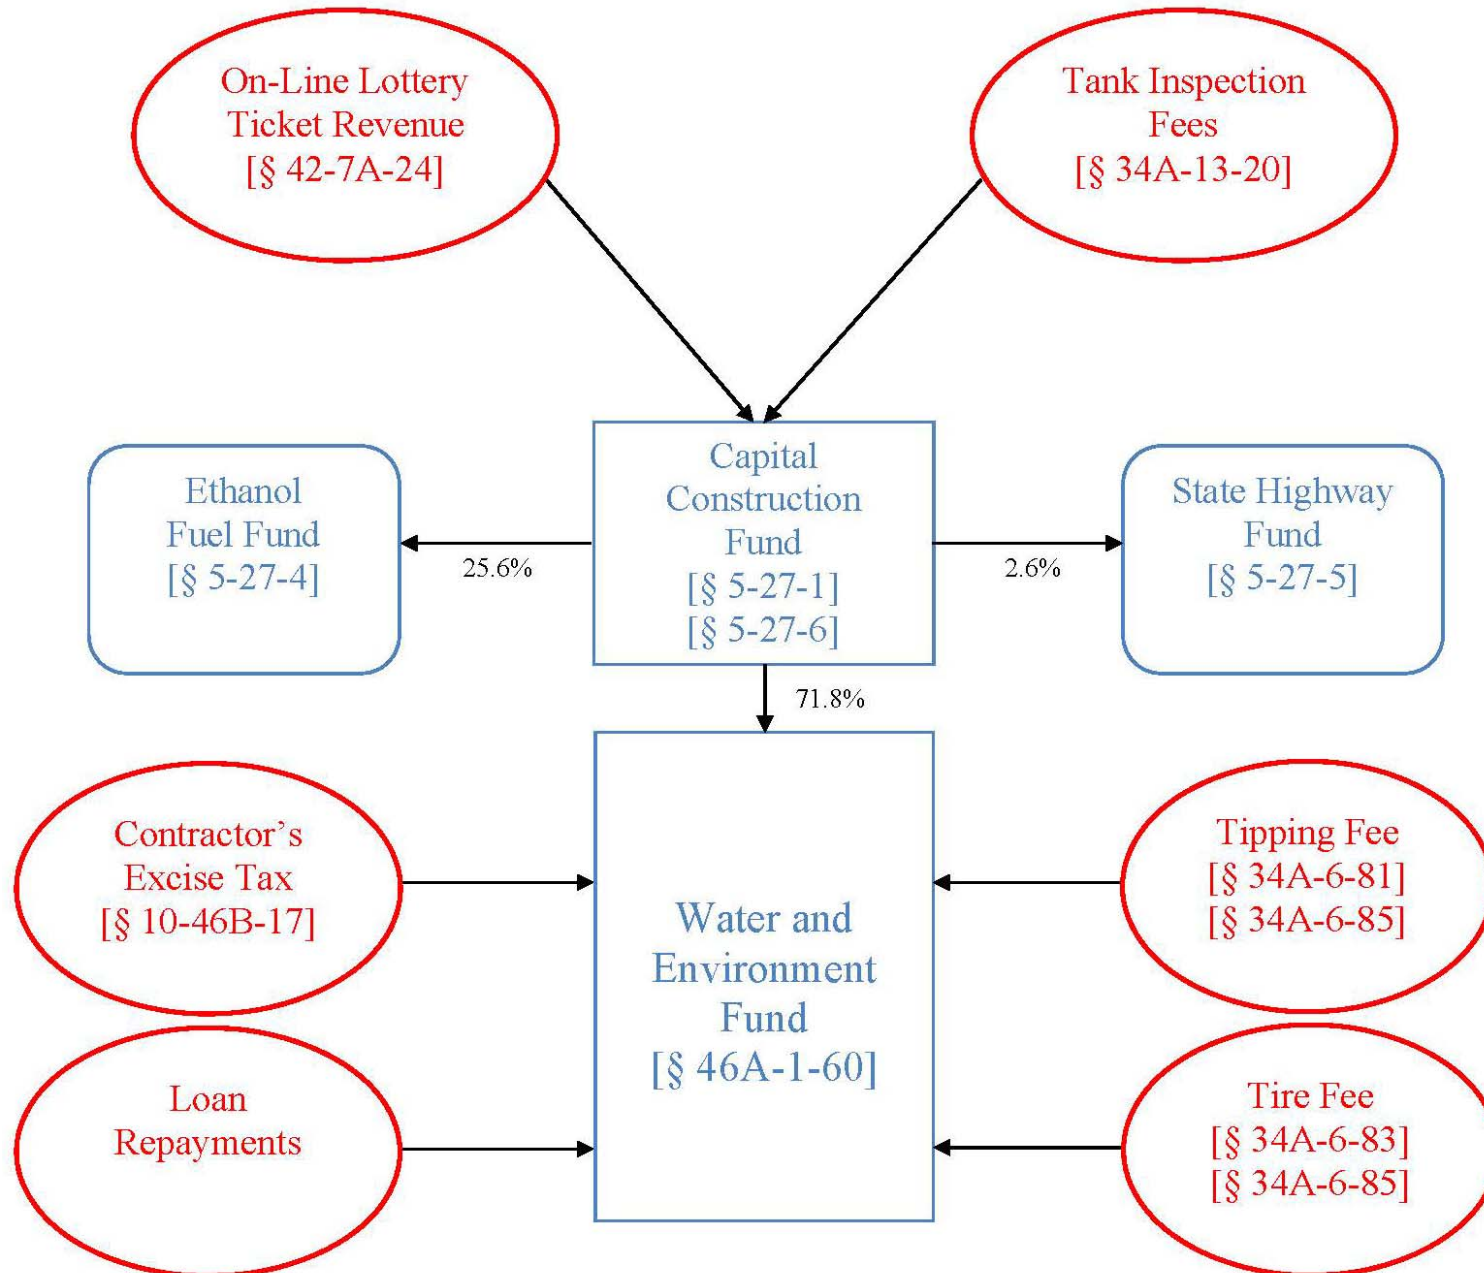 On-Line Lottery
Ticket Revenue
[§ 42-7A-24]
Tank Inspection
Fees
[§ 34A-13-20]
Ethanol
Fuel Fund
[§ 5-27-4]
25.6%
Capital
Construction
Fund
[§ 5-27-1]
[§ 5-27-6]
2.6%
State Highway
Fund
[§ 5-27-5]
71.8%
Contractor’s
Excise Tax
[§ 10-46B-17]
Loan
Repayments
Water and
Environment
Fund
[§ 46A-1-60]
Tipping Fee
[§ 34A-6-81]
[§ 34A-6-85]
Tire Fee
[§ 34A-6-83]
[§ 34A-6-85]